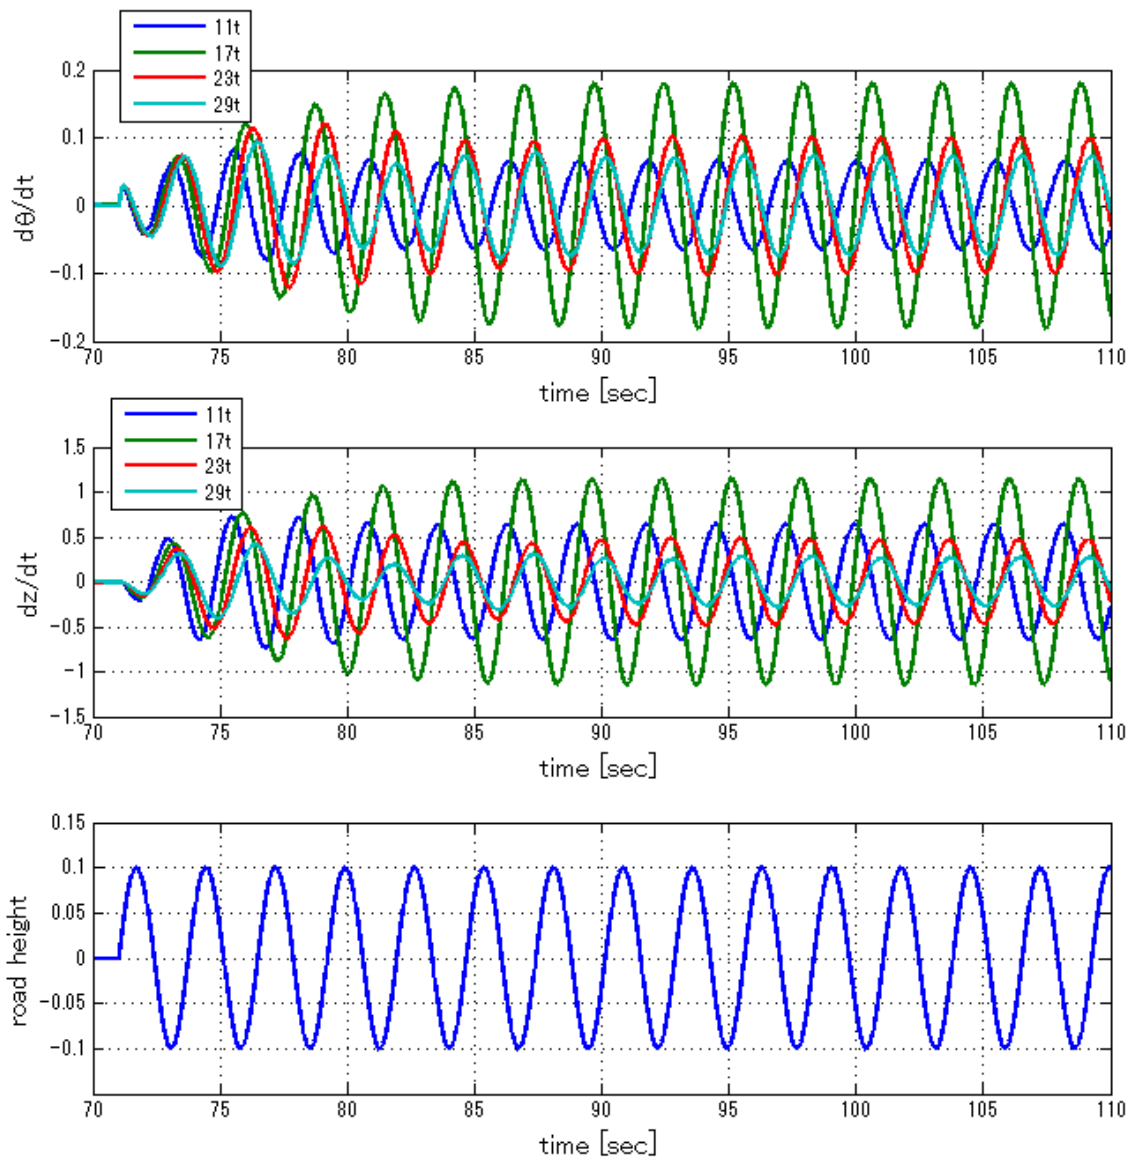 11t
17t
23t
29t
0.2
0.1
0
-0.1
-0.2
dθ/dt
70 75 80 85 90 95 100 105 110
time [sec]
11t
17t
23t
29t
1.5
1
0.5
0
-0.5
-1
-1.5
dz/dt
70 75 80 85 90 95 100 105 110
time [sec]
0.15
0.1
0.05
0
-0.05
-0.1
road height
70 75 80 85 90 95 100 105 110
time [sec]